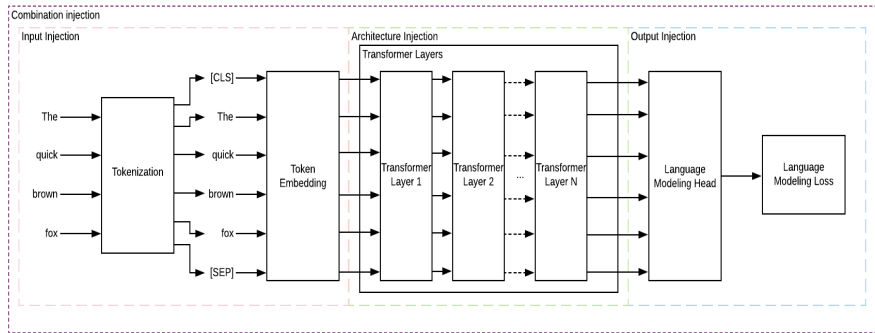 Combination injection
Input Injection
Architecture Injection
Output Injection
Transformer Layers
The
quick
brown
fox
Tokenization
[CLS]
The
quick
brown
fox
[SEP]
Token
Embedding
Transformer
Layer 1
Transformer
Layer 2
...
Transformer
Layer N
Language
Modeling Head
Language
Modeling Loss